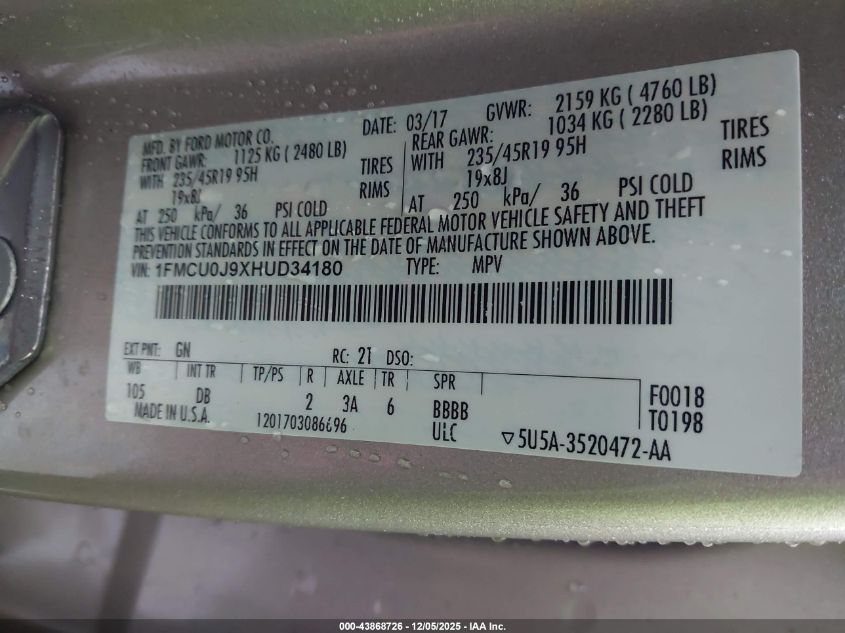 MFD. BY FORD MOTOR CO.
DATE: 03/17 GVWR: 2159 KG ( 4760 LB)
FRONT GAWR: 1125 KG ( 2480 LB)
WITH 235/45R19 95H TIRES
19x8J RIMS
AT 250 kPa/ 36 PSI COLD
REAR GAWR: 1034 KG ( 2280 LB)
WITH 235/45R19 95H TIRES
19x8J RIMS
AT 250 kPa/ 36 PSI COLD
THIS VEHICLE CONFORMS TO ALL APPLICABLE FEDERAL MOTOR VEHICLE SAFETY AND THEFT
PREVENTION STANDARDS IN EFFECT ON THE DATE OF MANUFACTURE SHOWN ABOVE.
VIN: 1FMCU0J9XHUD34180 TYPE: MPV
EXT PNT: GN RC: 21 DSO:
WB INT TR TP/PS R AXLE TR SPR
105 DB 2 3A 6 BBBB
F0018
T0198
MADE IN U.S.A. 1201703086696 ULC ▽5U5A-3520472-AA
000-43868726 - 12/05/2025 - IAA Inc.